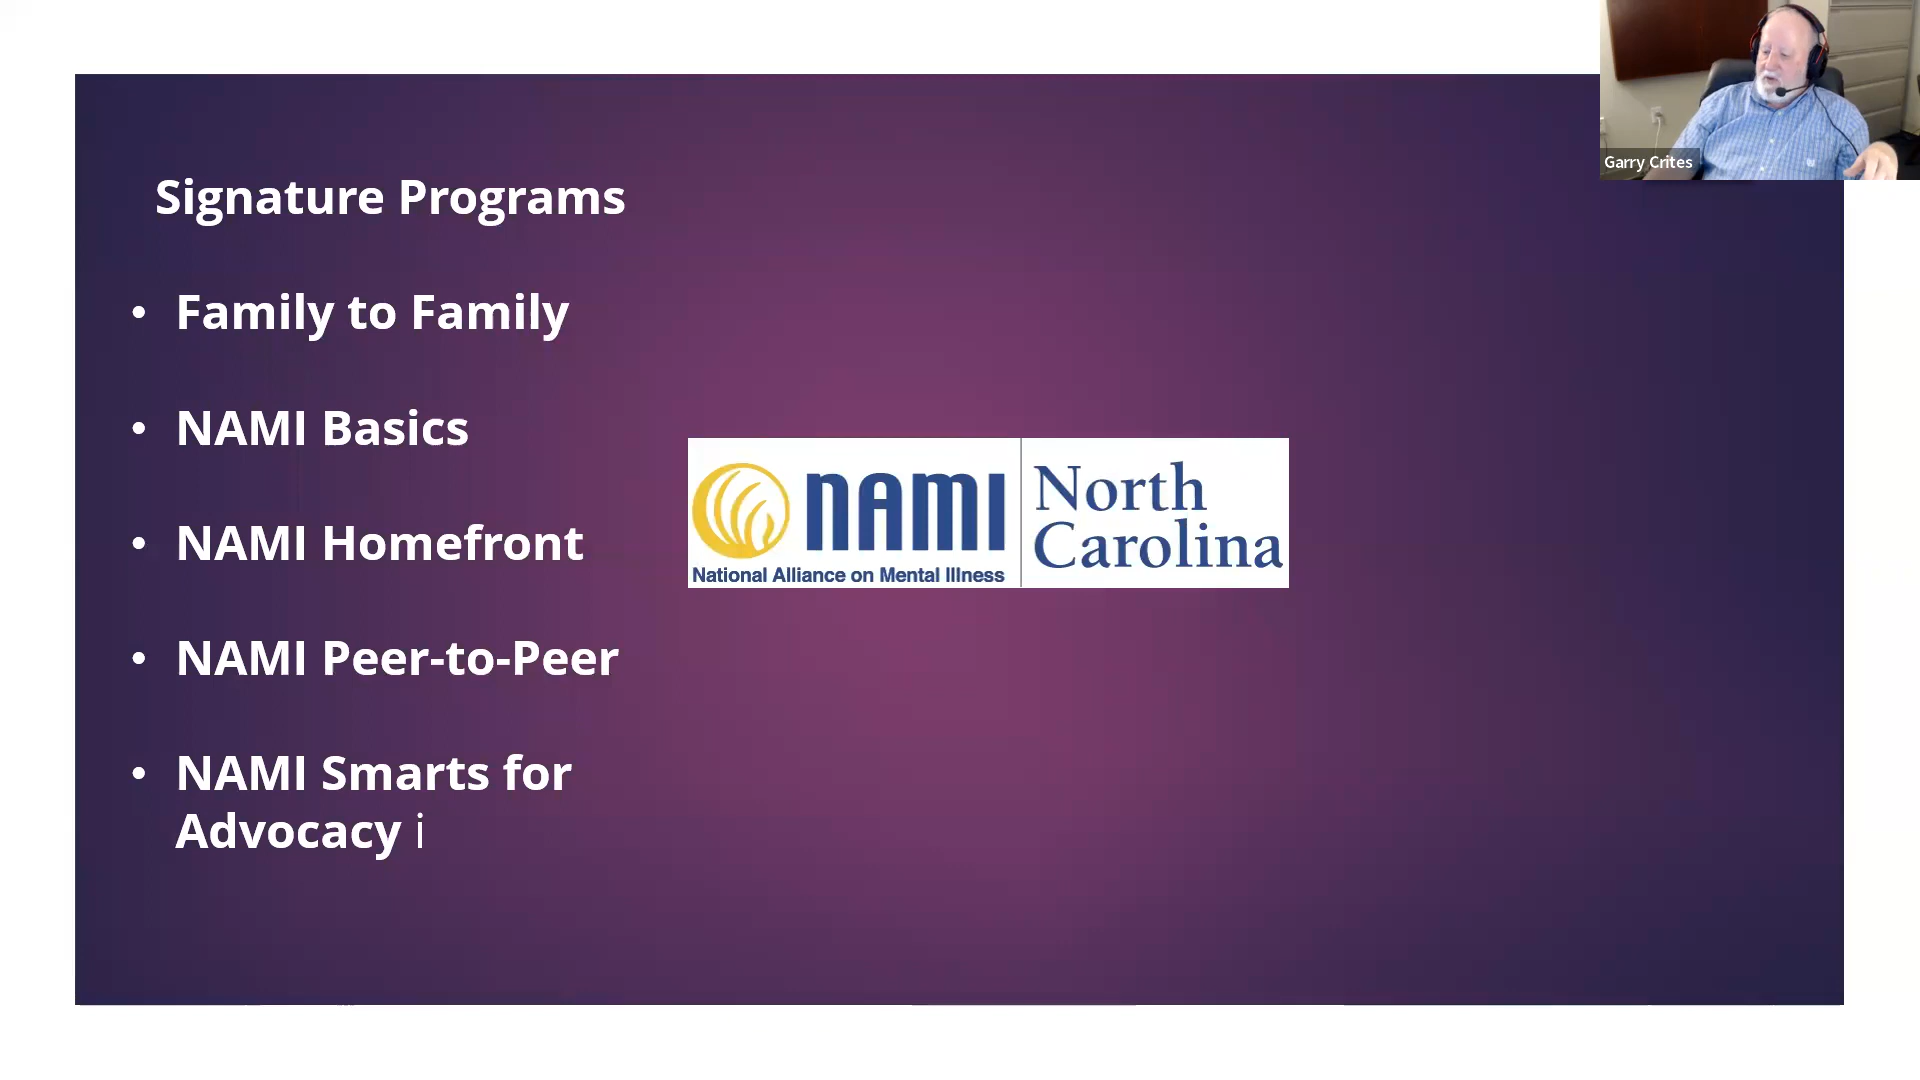 Garry Crites
Signature Programs
• Family to Family
• NAMI Basics
• NAMI Homefront
• NAMI Peer-to-Peer
• NAMI Smarts for
Advocacy i
NAMI
National Alliance on Mental Illness
North
Carolina